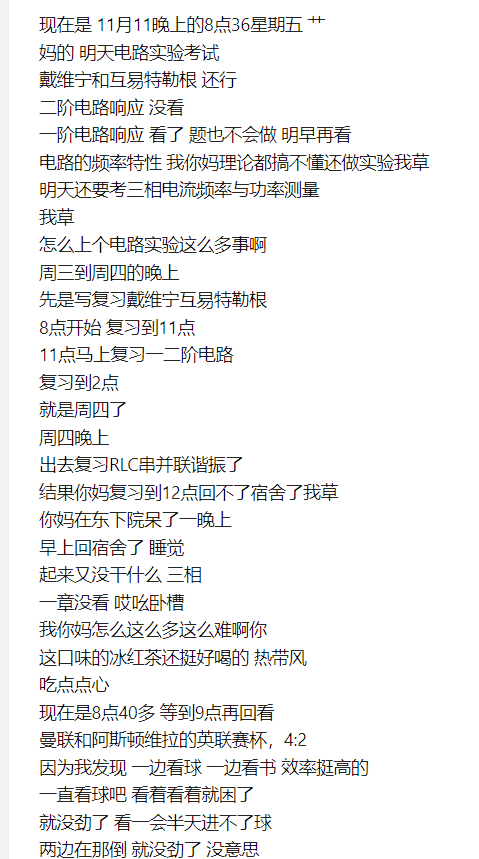 现在是 11月11晚上的8点36星期五 艹
妈的 明天电路实验考试
戴维宁和互易特勒根 还行
二阶电路响应 没看
一阶电路响应 看了 题也不会做 明早再看
电路的频率特性 我你妈理论都搞不懂还做实验我草
明天还要考三相电流频率与功率测量
我草
怎么上个电路实验这么多事啊
周三到周四的晚上
先是写复习戴维宁互易特勒根
8点开始 复习到11点
11点马上复习一二阶电路
复习到2点
就是周四了
周四晚上
出去复习RLC串并联谐振了
结果你妈复习到12点回不了宿舍了我草
你妈在东下院呆了一晚上
早上回宿舍了 睡觉
起来又没干什么 三相
一章没看 哎吆卧槽
我你妈怎么这么多这么难啊你
这口味的冰红茶还挺好喝的 热带风
吃点点心
现在是8点40多 等到9点再回看
曼联和阿斯顿维拉的英联赛杯，4:2
因为我发现 一边看球 一边看书 效率挺高的
一直看球吧 看着看着就困了
就没劲了 看一会半天进不了球
两边在那倒 就没劲了 没意思